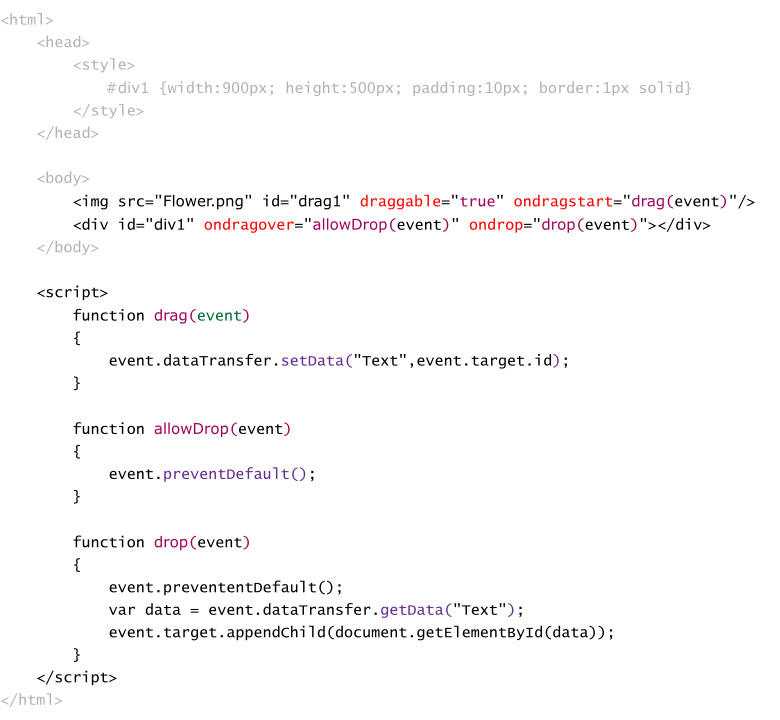 <html>
<head>
<style>
#div1 {width:900px; height:500px; padding:10px; border:1px solid}
</style>
</head>
<body>
<img src="Flower.png" id="drag1" draggable="true" ondragstart="drag(event)"/>
<div id="div1" ondragover="allowDrop(event)" ondrop="drop(event)"></div>
</body>
<script>
function drag(event)
{
event.dataTransfer.setData("Text",event.target.id);
}
function allowDrop(event)
{
event.preventDefault();
}
function drop(event)
{
event.prevententDefault();
var data = event.dataTransfer.getData("Text");
event.target.appendChild(document.getElementById(data));
}
</script>
</html>